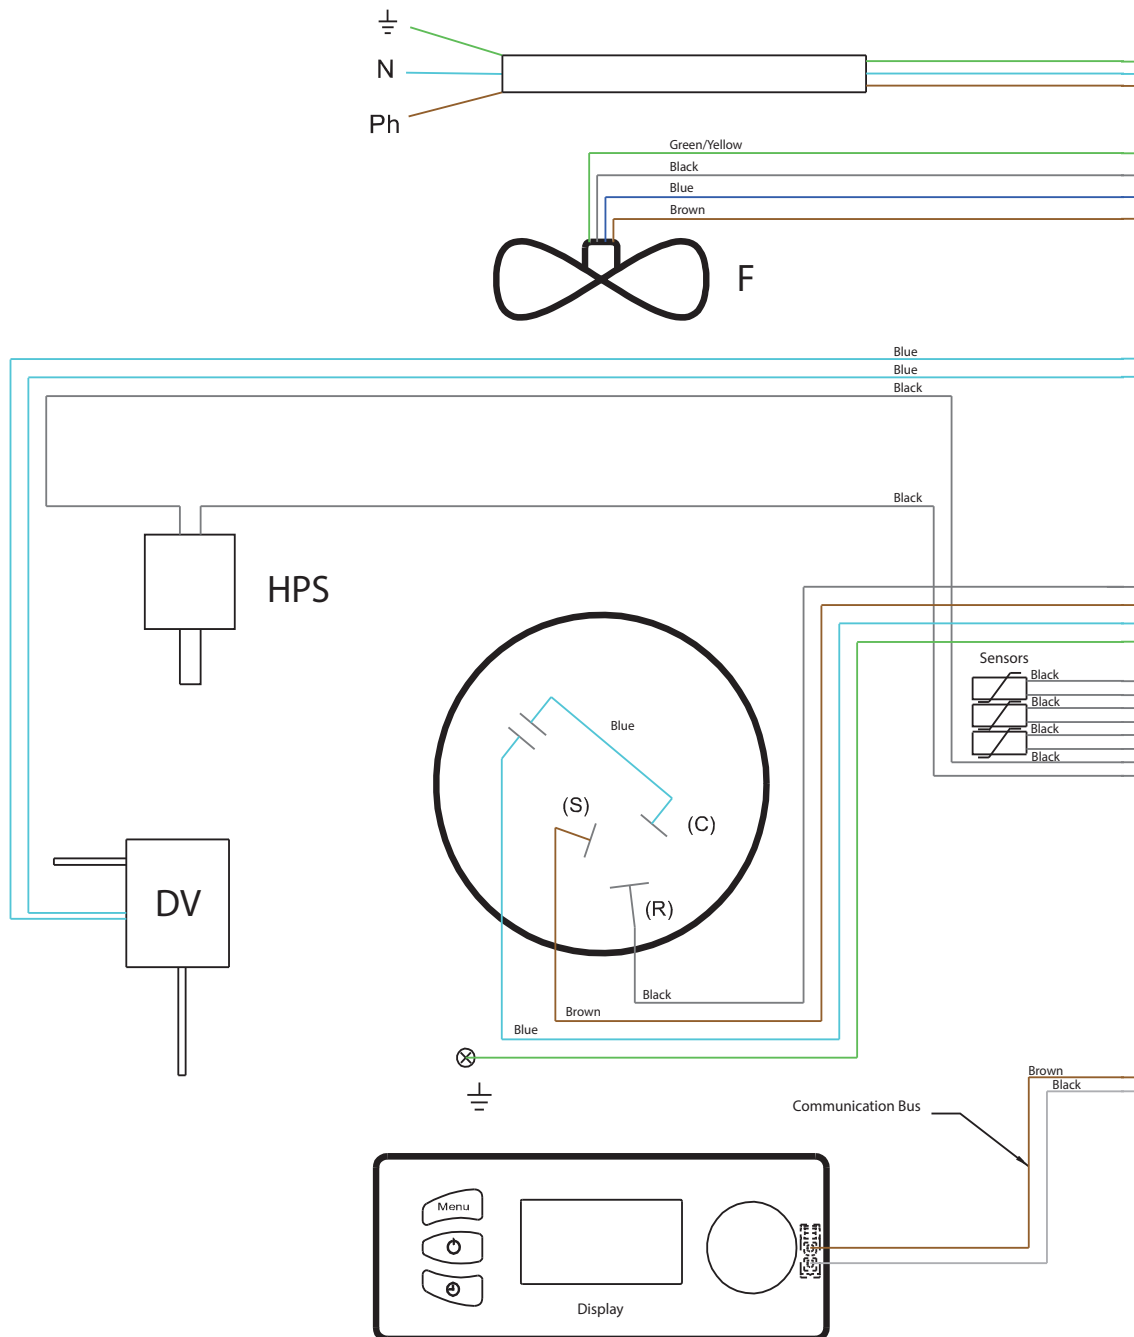 N
Ph
Green/Yellow
Black
Blue
Brown
F
Blue
Blue
Black
Black
HPS
Sensors
Black
Black
Black
Black
Blue
(S)
(C)
DV
(R)
Black
Brown
Blue
Brown
Black
Communication Bus
Menu
Display